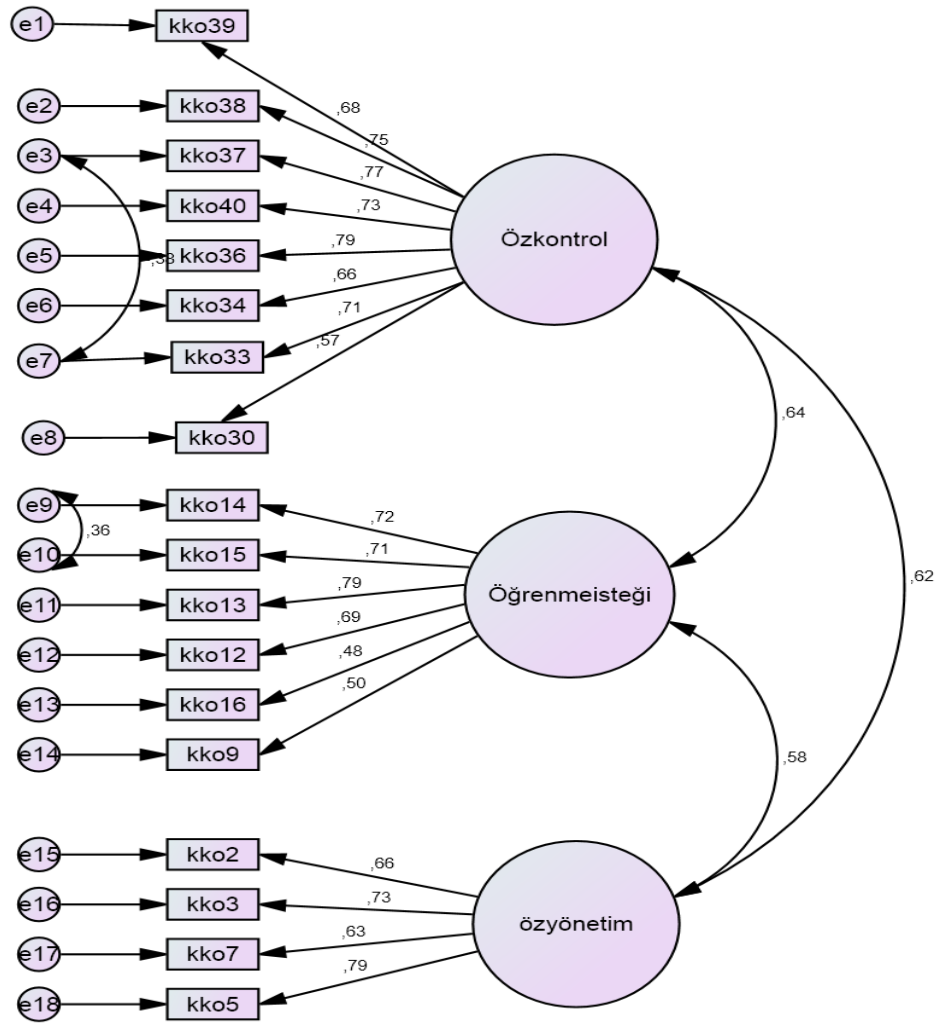 e1 kko39
,68
e2 kko38
,75
e3 kko37
,77
e4 kko40
,73
e5 kko36
,79
Özkontrol
e6 kko34
,66
e7 kko33
,71
,57
,64
e8 kko30
e9 kko14
,72
,36
e10 kko15
,71
e11 kko13
,79
Öğrenmeisteği
,62
e12 kko12
,69
e13 kko16
,48
e14 kko9
,50
,58
e15 kko2
,66
e16 kko3
,73
özyönetim
e17 kko7
,63
e18 kko5
,79